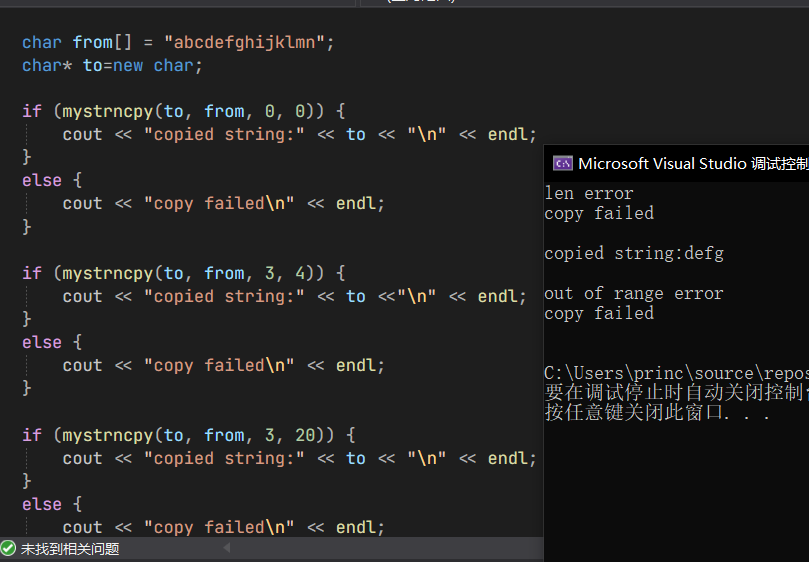 char from[] = "abcdefghijklmn";
char* to=new char;
if (mystrncpy(to, from, 0, 0)) {
cout << "copied string:" << to << "\n" << endl;
}
else {
cout << "copy failed\n" << endl;
}
if (mystrncpy(to, from, 3, 4)) {
cout << "copied string:" << to <<"\n" << endl;
}
else {
cout << "copy failed\n" << endl;
}
if (mystrncpy(to, from, 3, 20)) {
cout << "copied string:" << to << "\n" << endl;
}
else {
cout << "copy failed\n" << endl;
未找到相关问题
Microsoft Visual Studio 调试控制
len error
copy failed
copied string:defg
out of range error
copy failed
C:\Users\princ\source\repos
要在调试停止时自动关闭控制
按任意键关闭此窗口. . .